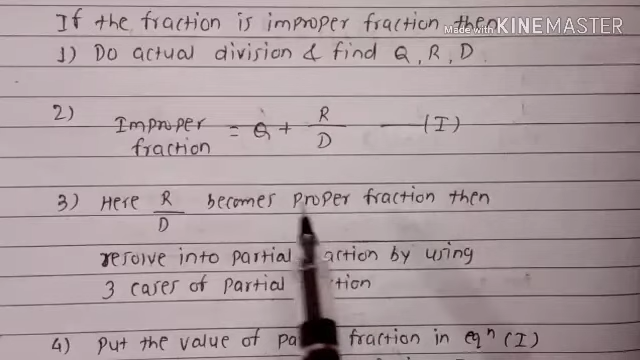 If the fraction is improper fraction then
Made with KINEMASTER
1) Do actual division & find Q, R, D
2) Improper fraction = Q + R/D — (I)
3) Here R/D becomes proper fraction then
resolve into partial fraction by using
3 cases of partial
4) Put the value of fraction in eqⁿ (I)